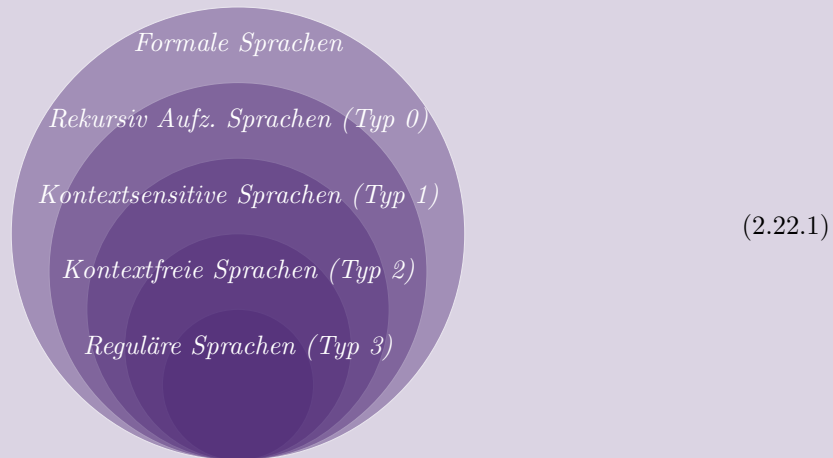 Formale Sprachen
Rekursiv Aufz. Sprachen (Typ 0)
Kontextsensitive Sprachen (Typ 1)
(2.22.1)
Kontextfreie Sprachen (Typ 2)
Reguläre Sprachen (Typ 3)